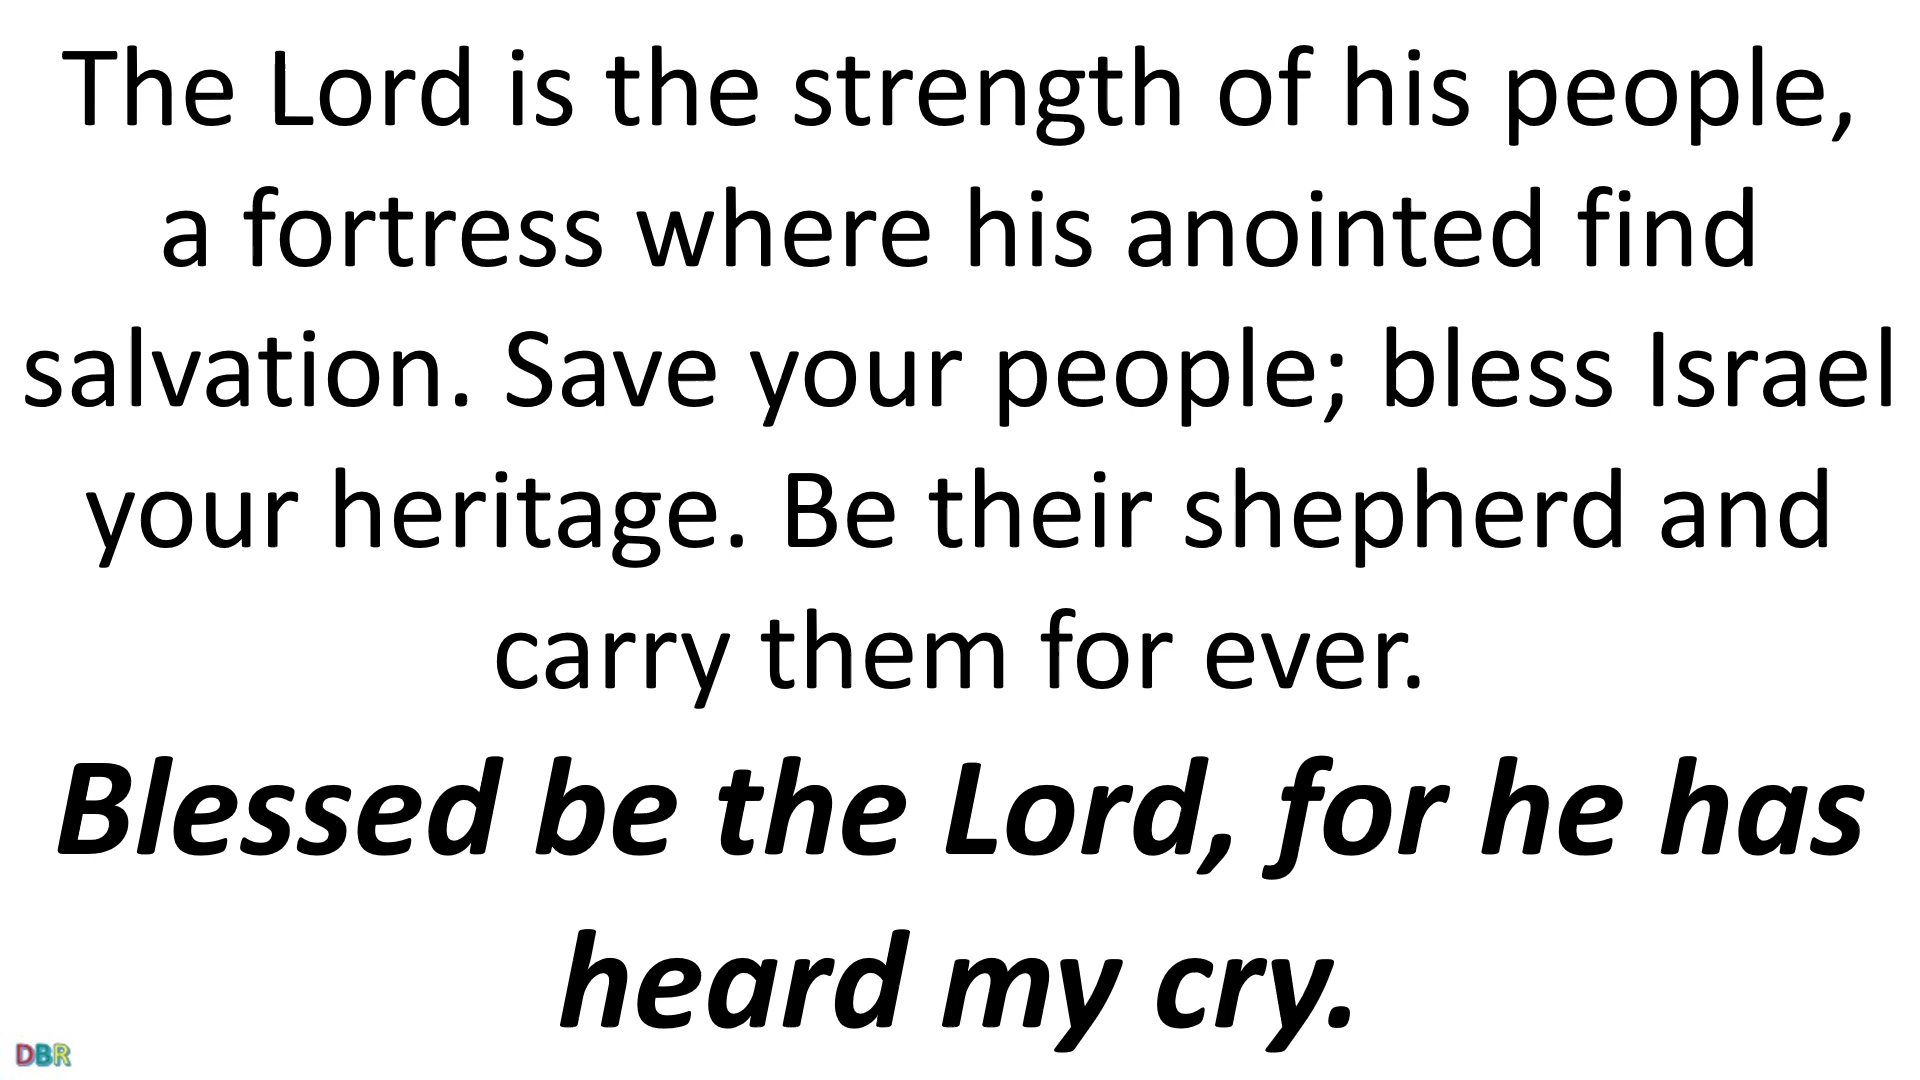 The Lord is the strength of his people,
a fortress where his anointed find
salvation. Save your people; bless Israel
your heritage. Be their shepherd and
carry them for ever.
Blessed be the Lord, for he has
heard my cry.
DBR